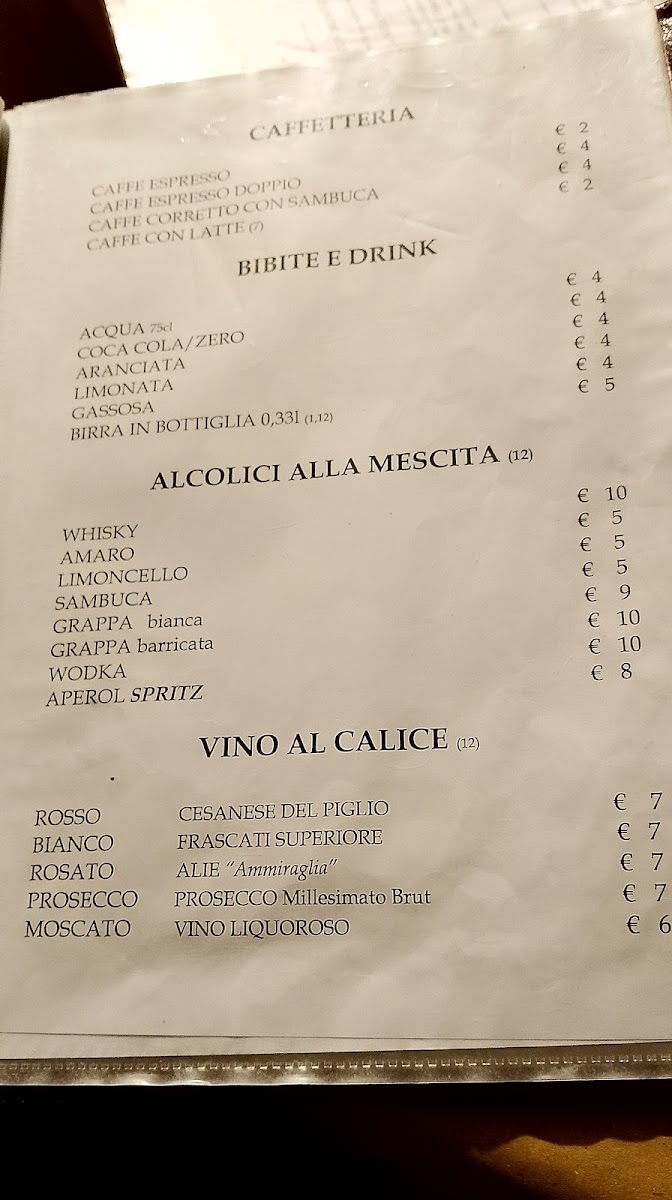 CAFFETTERIA
CAFFE ESPRESSO € 2
CAFFE ESPRESSO DOPPIO € 4
CAFFE CORRETTO CON SAMBUCA € 4
CAFFE CON LATTE (7) € 2
BIBITE E DRINK
ACQUA 75cl € 4
COCA COLA/ZERO € 4
ARANCIATA € 4
LIMONATA € 4
GASSOSA € 4
BIRRA IN BOTTIGLIA 0,33l (1,12) € 5
ALCOLICI ALLA MESCITA (12)
WHISKY € 10
AMARO € 5
LIMONCELLO € 5
SAMBUCA € 5
GRAPPA bianca € 9
GRAPPA barricata € 10
WODKA € 10
APEROL SPRITZ € 8
VINO AL CALICE (12)
ROSSO CESANESE DEL PIGLIO € 7
BIANCO FRASCATI SUPERIORE € 7
ROSATO ALIE “Ammiraglia” € 7
PROSECCO PROSECCO Millesimato Brut € 7
MOSCATO VINO LIQUOROSO € 6